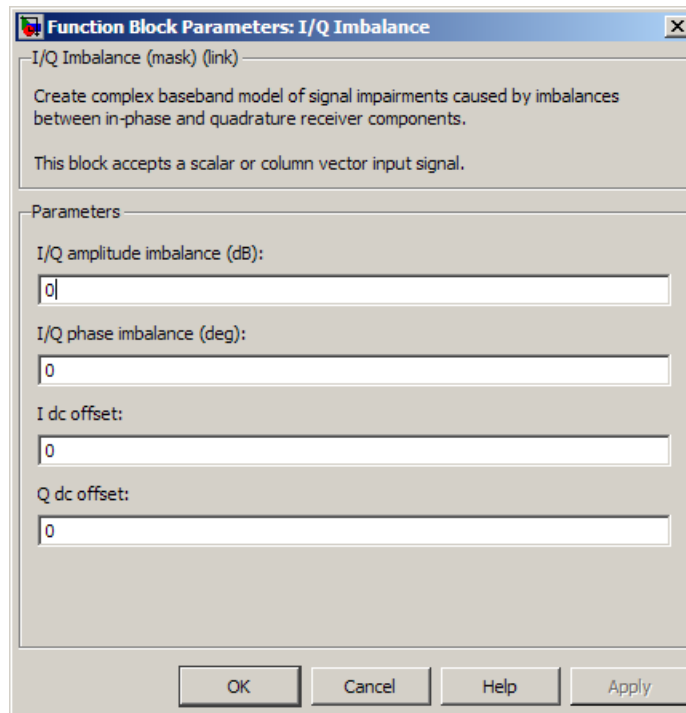 Function Block Parameters: I/Q Imbalance
I/Q Imbalance (mask) (link)
Create complex baseband model of signal impairments caused by imbalances
between in-phase and quadrature receiver components.
This block accepts a scalar or column vector input signal.
Parameters
I/Q amplitude imbalance (dB):
0
I/Q phase imbalance (deg):
0
I dc offset:
0
Q dc offset:
0
OK Cancel Help Apply